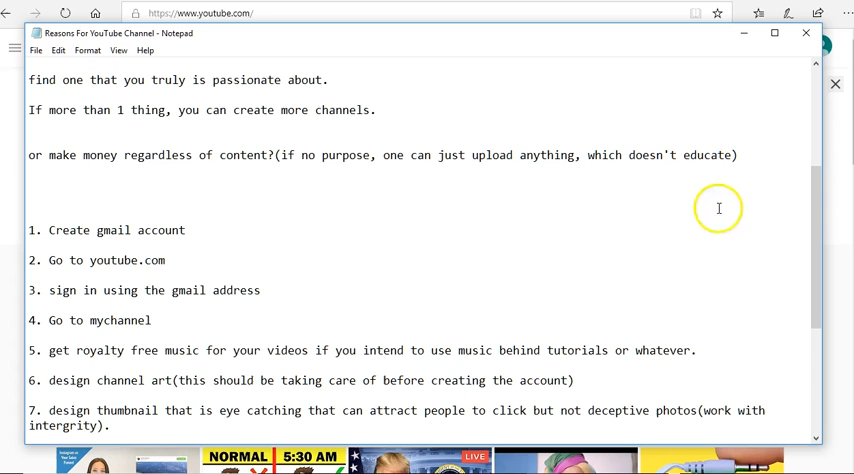 https://www.youtube.com/
Reasons For YouTube Channel - Notepad
File Edit Format View Help
find one that you truly is passionate about.
If more than 1 thing, you can create more channels.
or make money regardless of content?(if no purpose, one can just upload anything, which doesn't educate)
1. Create gmail account
2. Go to youtube.com
3. sign in using the gmail address
4. Go to mychannel
5. get royalty free music for your videos if you intend to use music behind tutorials or whatever.
6. design channel art(this should be taking care of before creating the account)
7. design thumbnail that is eye catching that can attract people to click but not deceptive photos(work with
intergrity).
Instagram or
NORMAL 5:30 AM
LIVE